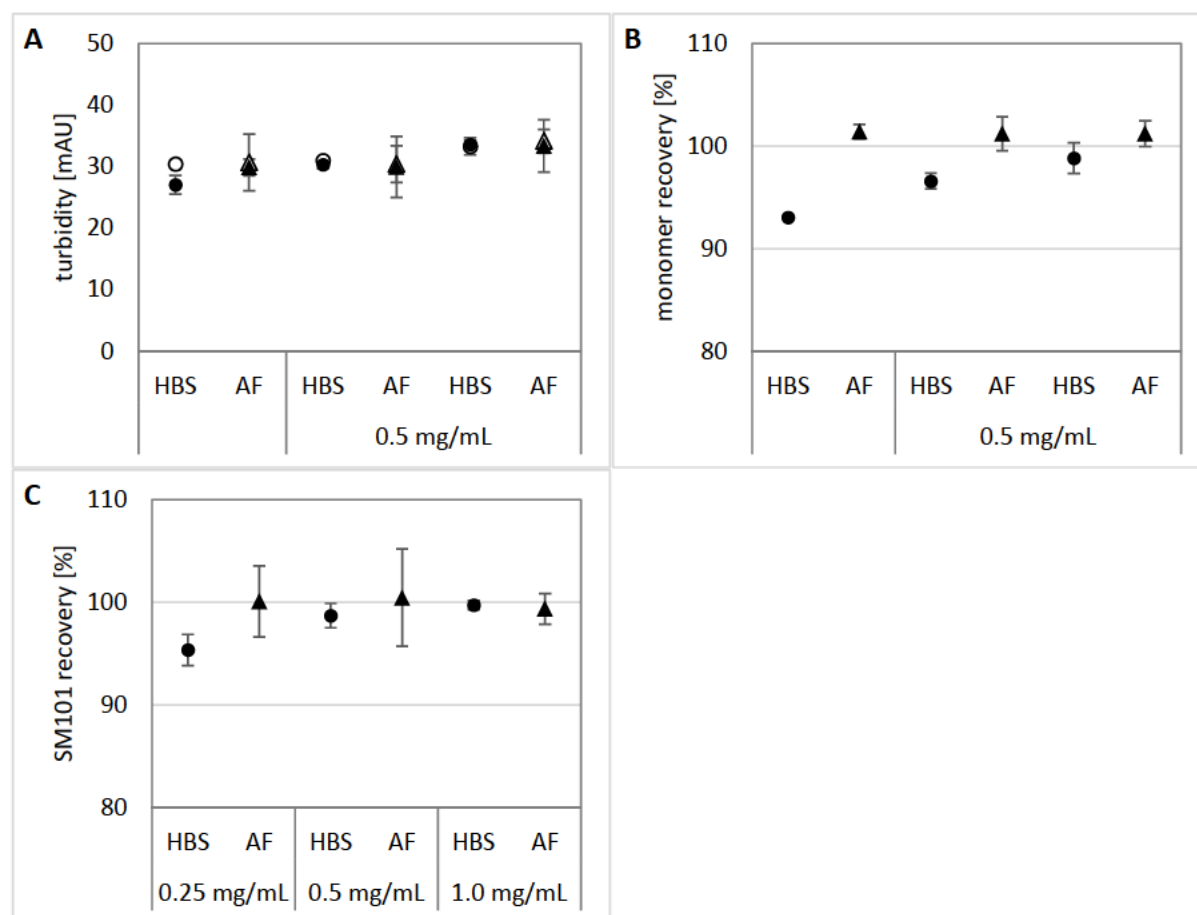 A
turbidity [mAU]
50
40
30
20
10
0
HBS AF HBS AF HBS AF
0.5 mg/mL
B
monomer recovery [%]
110
100
90
80
HBS AF HBS AF HBS AF
0.5 mg/mL
C
SM101 recovery [%]
110
100
90
80
HBS AF HBS AF HBS AF
0.25 mg/mL 0.5 mg/mL 1.0 mg/mL